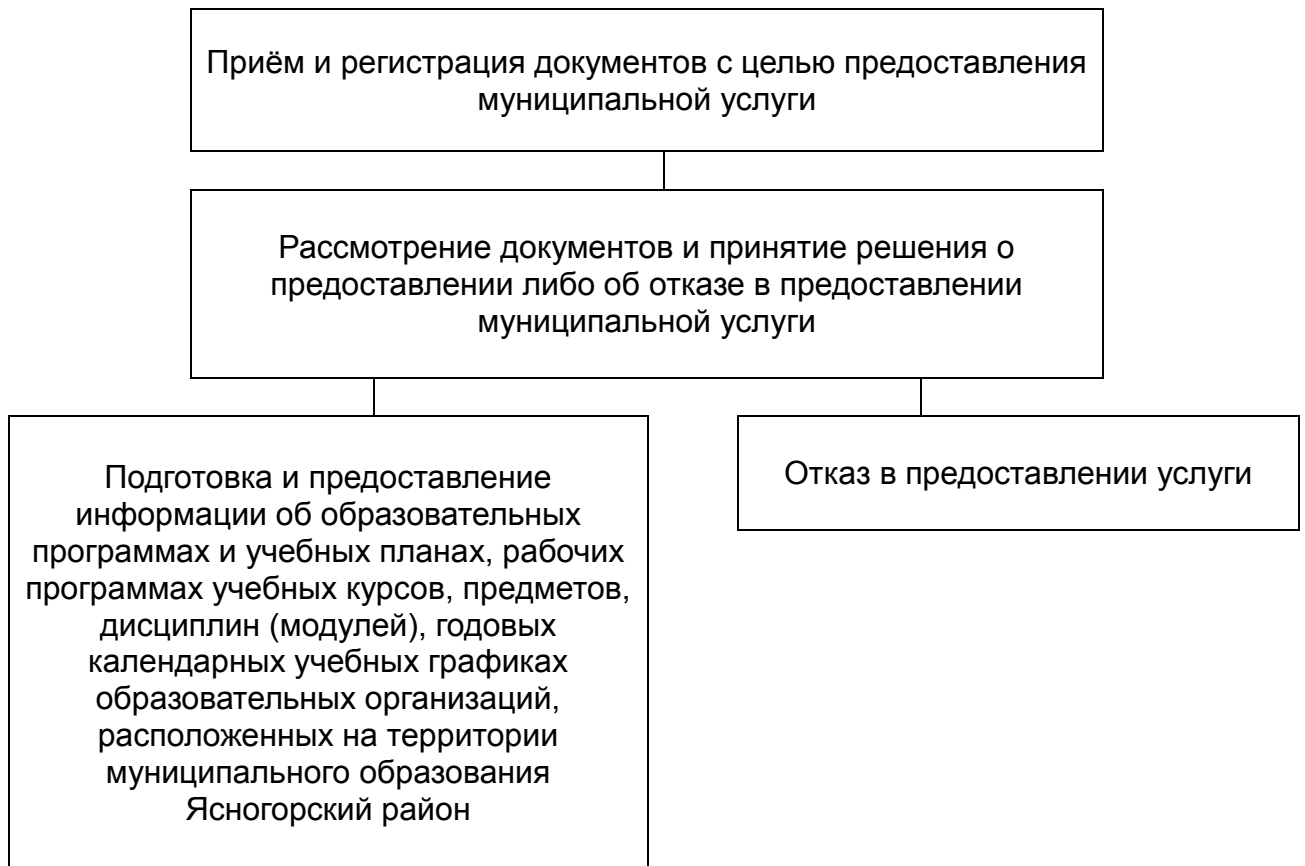 Приём и регистрация документов с целью предоставления
муниципальной услуги
Рассмотрение документов и принятие решения о
предоставлении либо об отказе в предоставлении
муниципальной услуги
Подготовка и предоставление
информации об образовательных
программах и учебных планах, рабочих
программах учебных курсов, предметов,
дисциплин (модулей), годовых
календарных учебных графиках
образовательных организаций,
расположенных на территории
муниципального образования
Ясногорский район
Отказ в предоставлении услуги